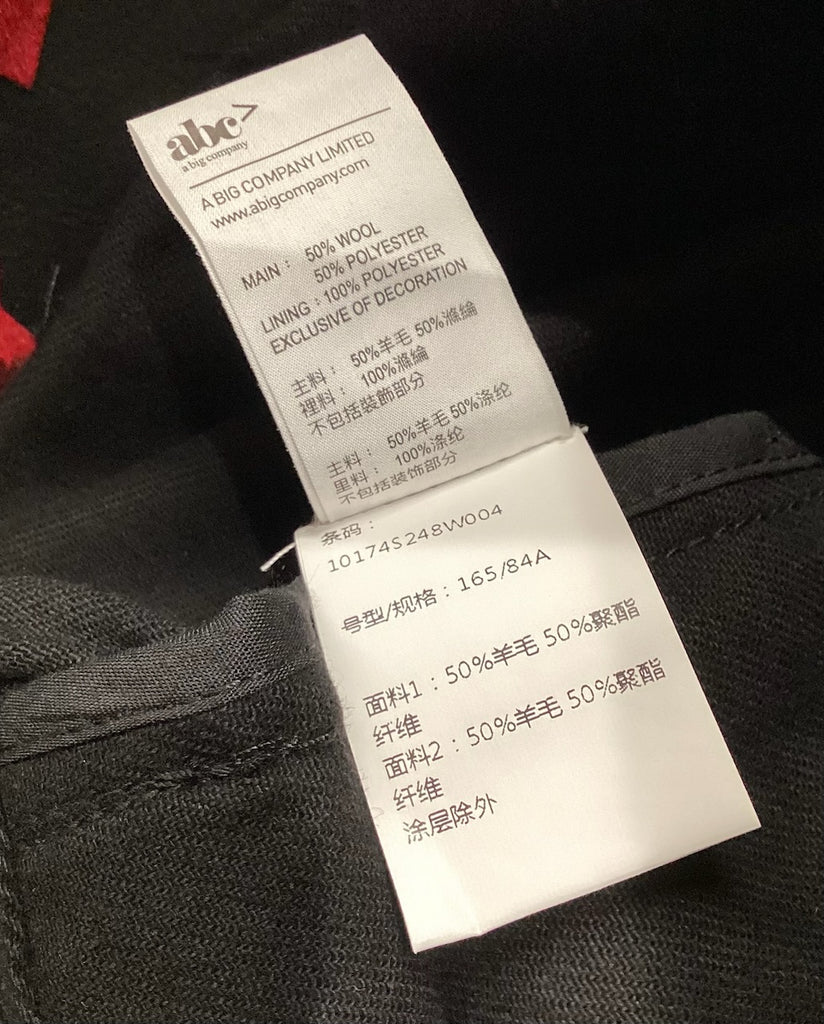 abc>
a big company
A BIG COMPANY LIMITED
www.abigcompany.com
MAIN : 50% WOOL
50% POLYESTER
LINING : 100% POLYESTER
EXCLUSIVE OF DECORATION
主料 : 50%羊毛 50%滌綸
裡料 : 100%滌綸
不包括裝飾部分
主料 : 50%羊毛 50%涤纶
里料 : 100%涤纶
不包括装饰部分
条码 :
10174S248W004
号型/规格 : 165/84A
面料1 : 50%羊毛 50%聚酯
纤维
面料2 : 50%羊毛 50%聚酯
纤维
涂层除外